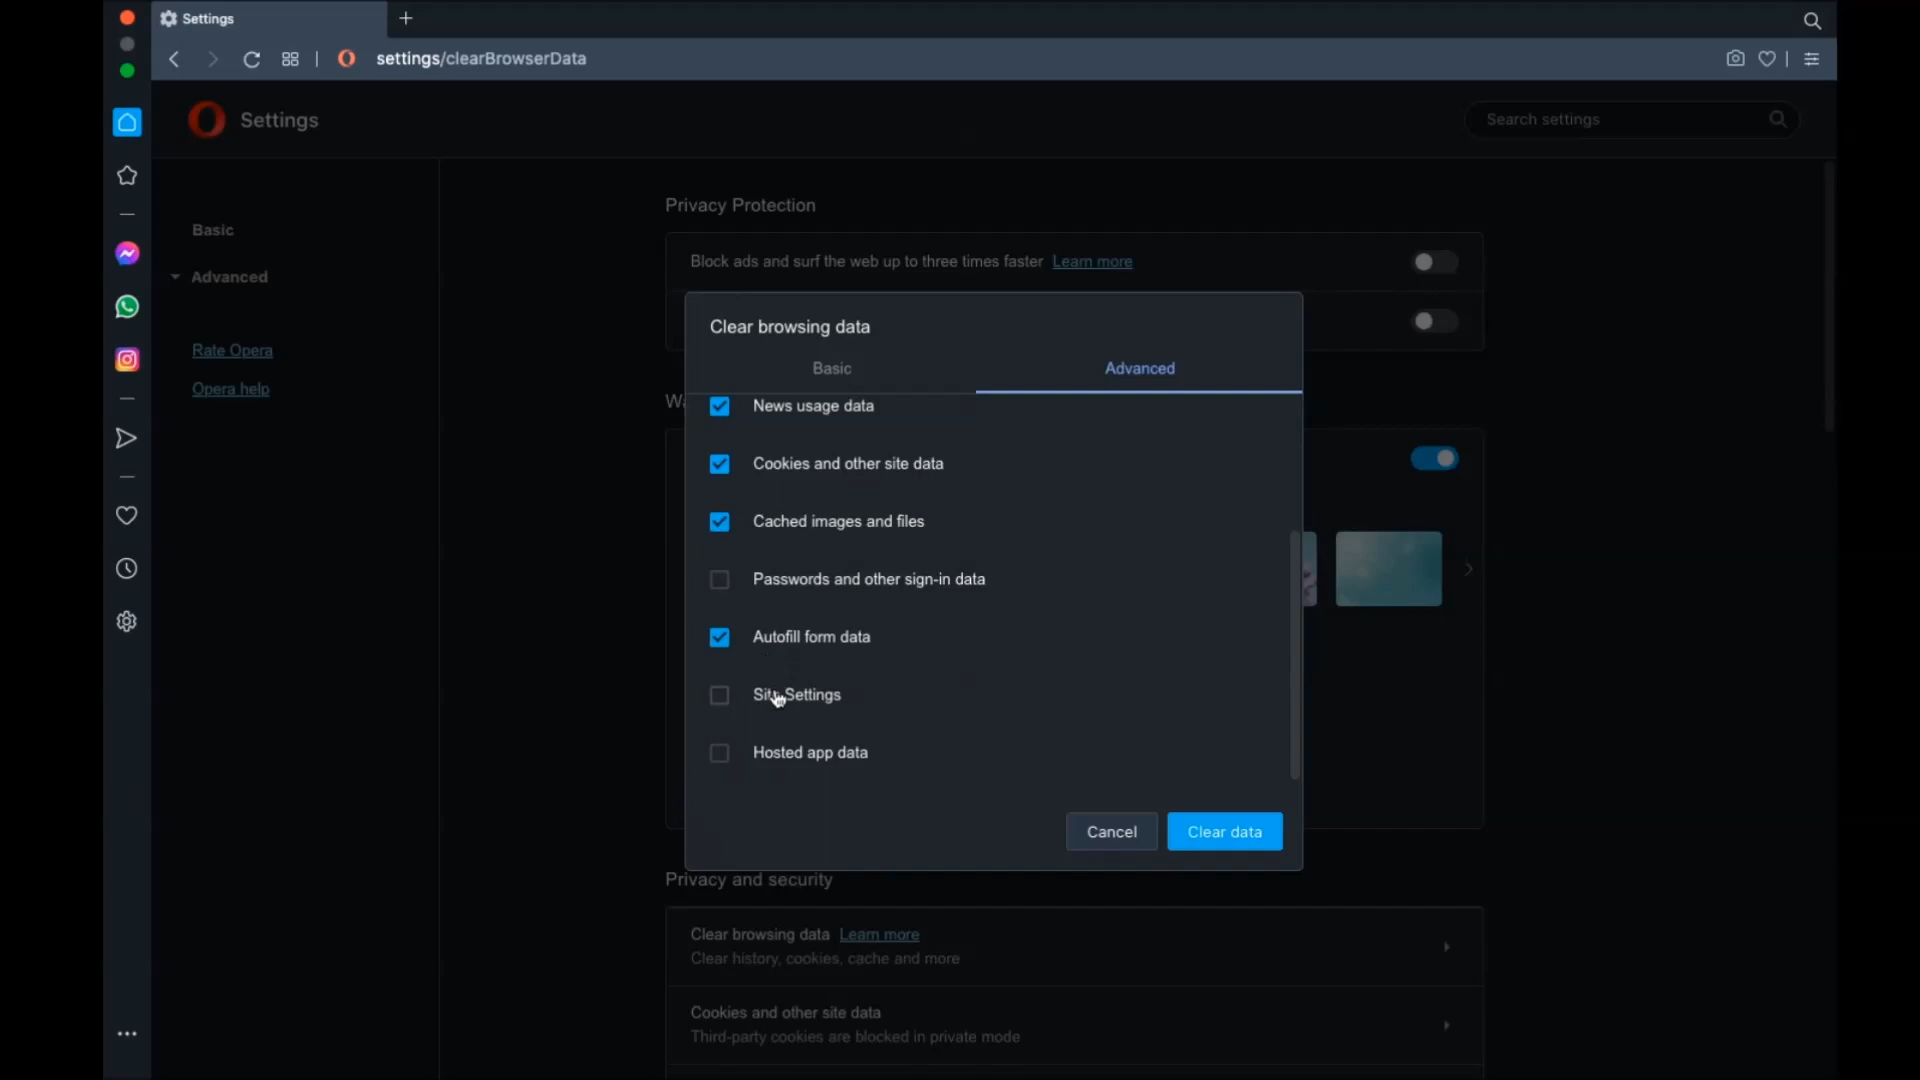 Settings
settings/clearBrowserData
Settings
Search settings
Basic
Advanced
Rate Opera
Opera help
Privacy Protection
Block ads and surf the web up to three times faster Learn more
Clear browsing data
Basic
Advanced
News usage data
Cookies and other site data
Cached images and files
Passwords and other sign-in data
Autofill form data
Site Settings
Hosted app data
Cancel
Clear data
Privacy and security
Clear browsing data Learn more
Clear history, cookies, cache and more
Cookies and other site data
Third-party cookies are blocked in private mode